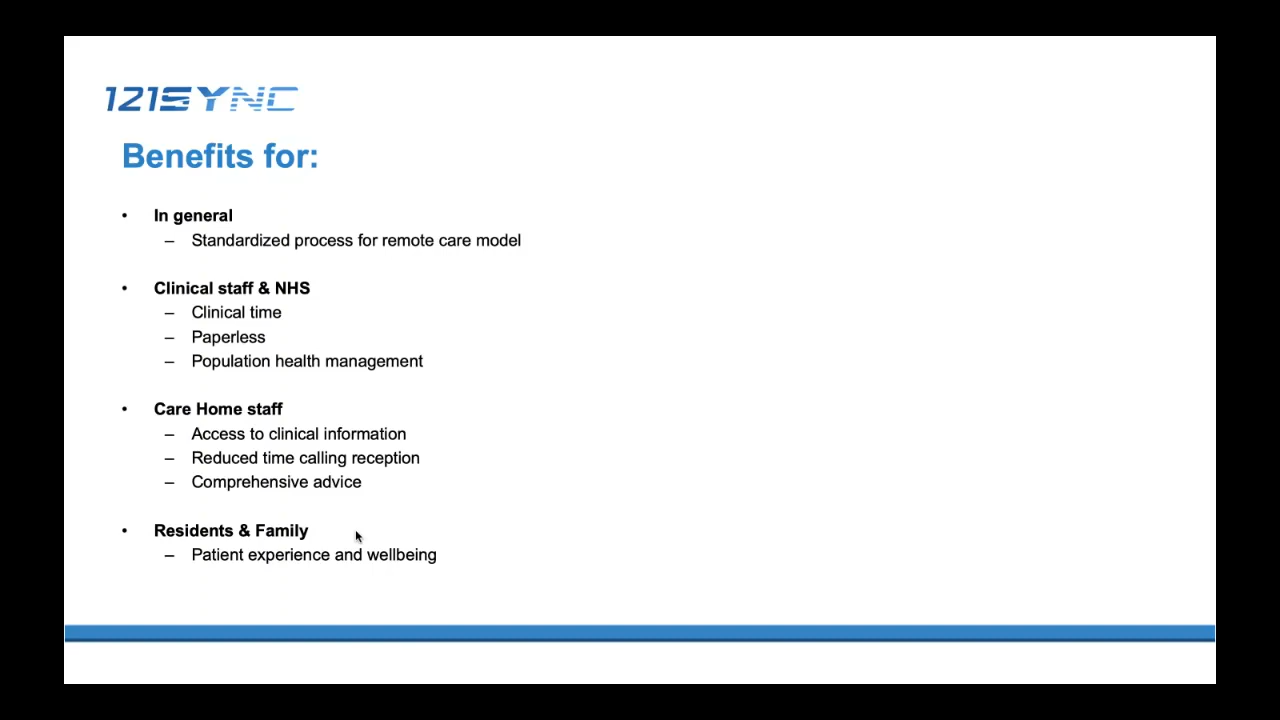 121SYNC
Benefits for:
• In general
– Standardized process for remote care model
• Clinical staff & NHS
– Clinical time
– Paperless
– Population health management
• Care Home staff
– Access to clinical information
– Reduced time calling reception
– Comprehensive advice
• Residents & Family
– Patient experience and wellbeing